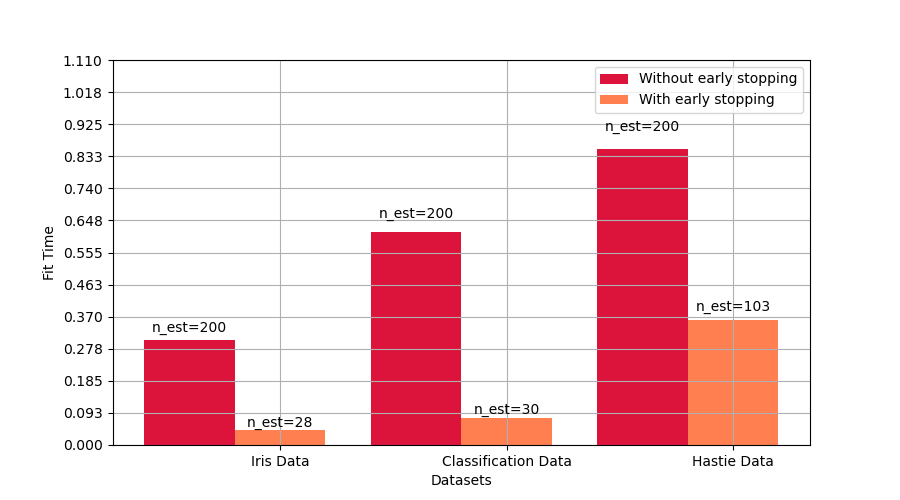 1.110
1.018
0.925
0.833
0.740
0.648
0.555
0.463
0.370
0.278
0.185
0.093
0.000
Fit Time
Without early stopping
With early stopping
n_est=200
n_est=200
n_est=103
n_est=200
n_est=30
n_est=28
Iris Data
Classification Data
Hastie Data
Datasets